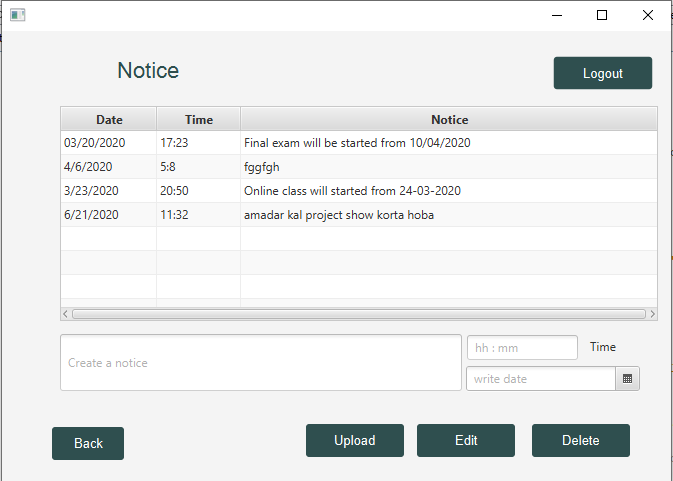 Notice
Logout
Date Time Notice
03/20/2020 17:23 Final exam will be started from 10/04/2020
4/6/2020 5:8 fggfgh
3/23/2020 20:50 Online class will started from 24-03-2020
6/21/2020 11:32 amadar kal project show korta hoba
Create a notice
hh : mm Time
write date
Back Upload Edit Delete